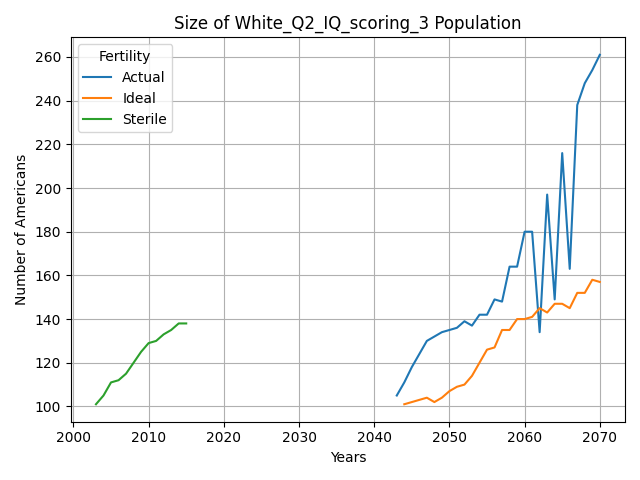 Size of White_Q2_IQ_scoring_3 Population
Fertility
Actual
Ideal
Sterile
Number of Americans
260
240
220
200
180
160
140
120
100
2000
2010
2020
2030
2040
2050
2060
2070
Years